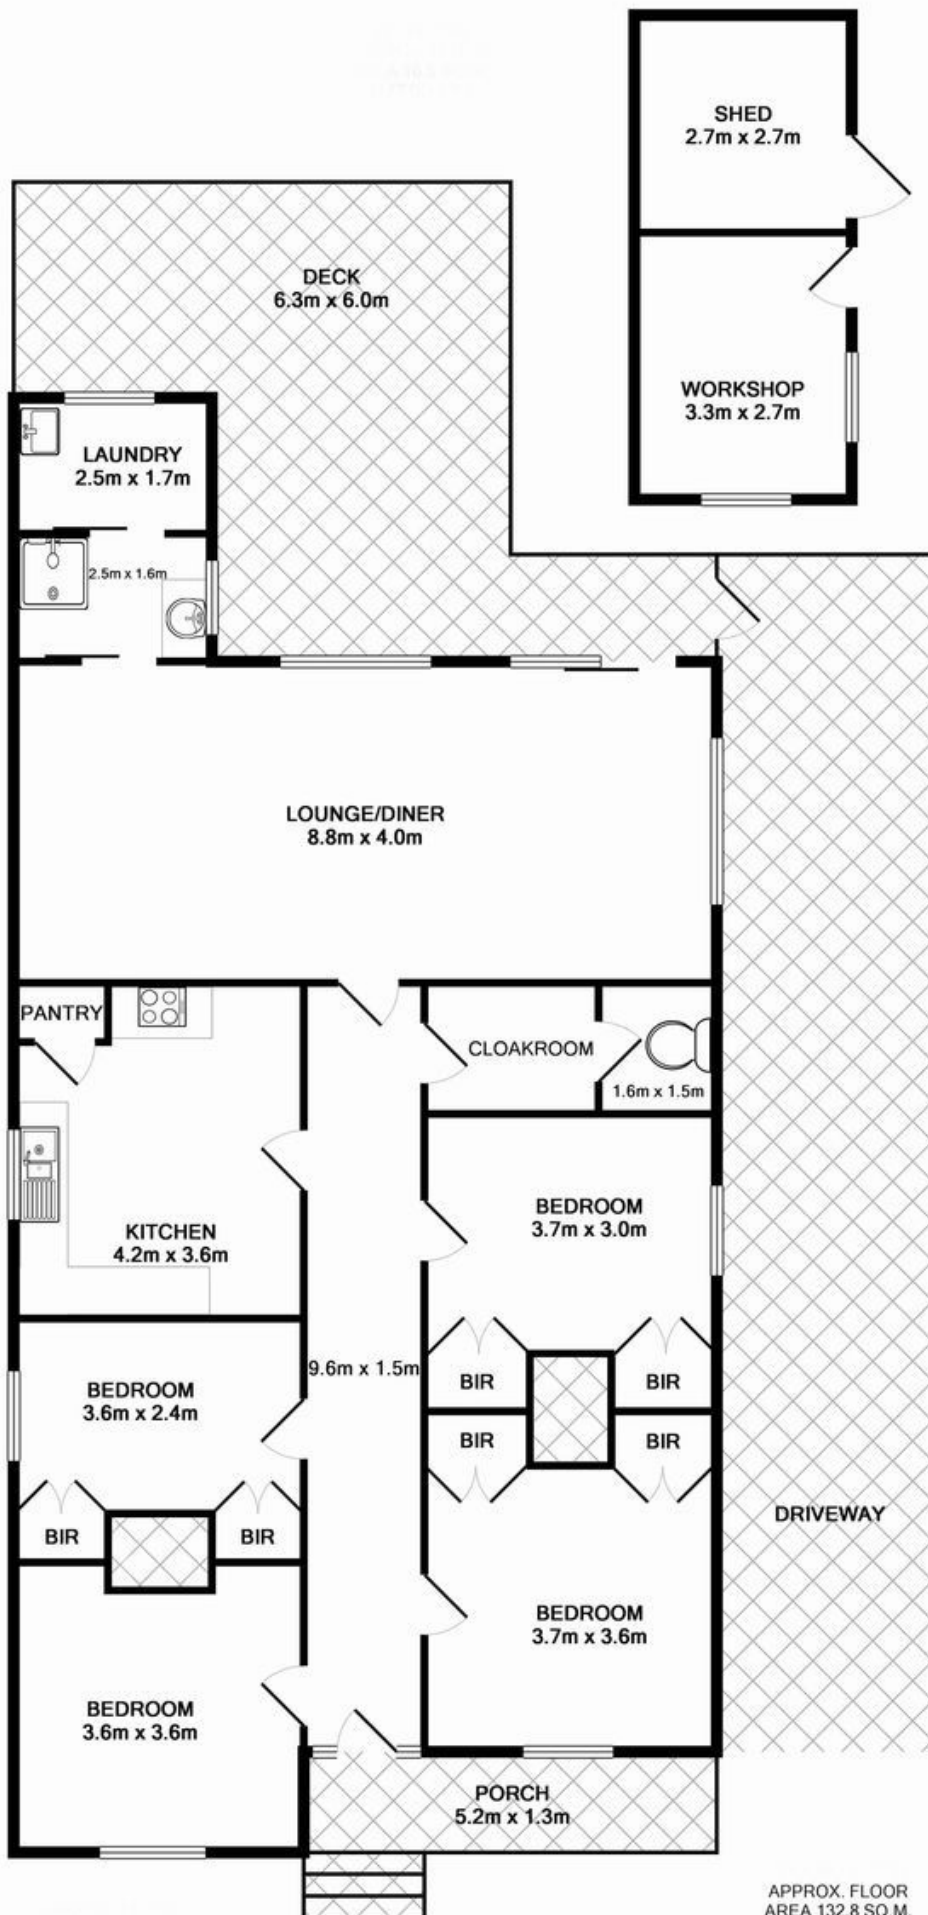 SHED
2.7m x 2.7m
DECK
6.3m x 6.0m
WORKSHOP
3.3m x 2.7m
LAUNDRY
2.5m x 1.7m
2.5m x 1.6m
LOUNGE/DINER
8.8m x 4.0m
PANTRY
CLOAKROOM
1.6m x 1.5m
KITCHEN
4.2m x 3.6m
BEDROOM
3.7m x 3.0m
9.6m x 1.5m
BEDROOM
3.6m x 2.4m
BIR
BIR
BIR
BIR
BIR
BIR
DRIVEWAY
BEDROOM
3.7m x 3.6m
BEDROOM
3.6m x 3.6m
PORCH
5.2m x 1.3m
APPROX. FLOOR
AREA 132.8 SQ.M.